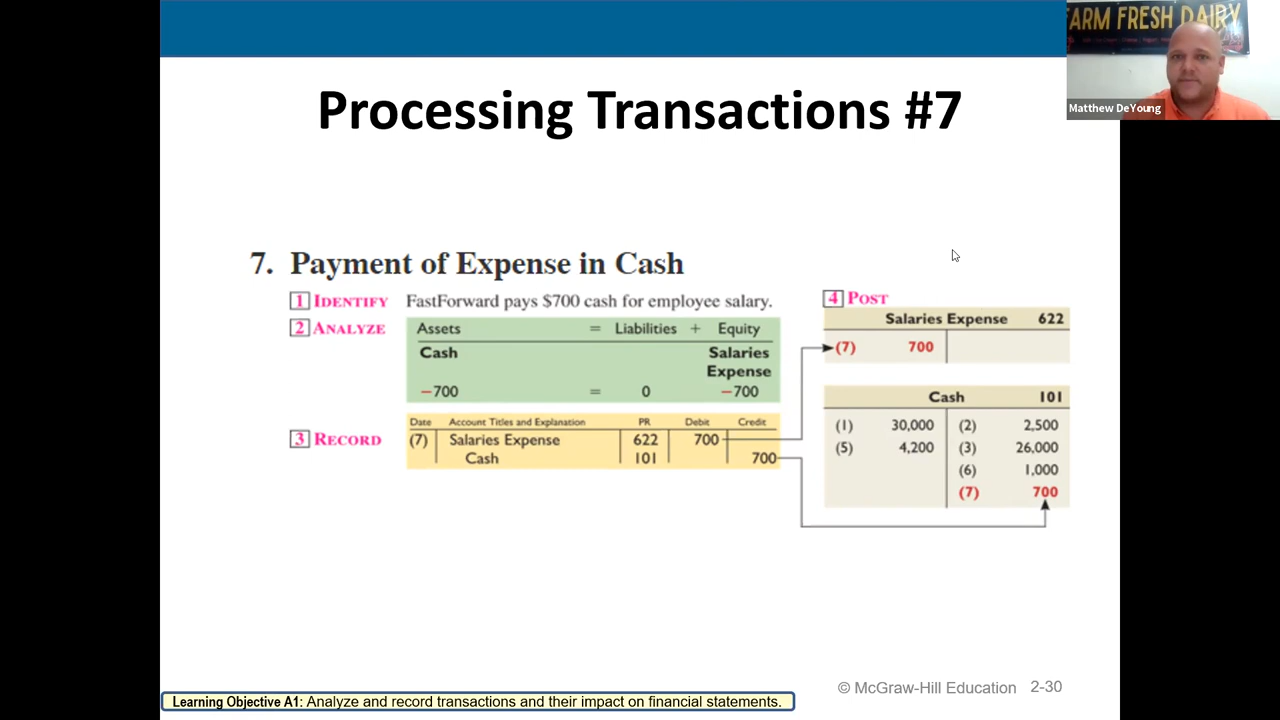 FARM FRESH DAIRY
Matthew DeYoung
Processing Transactions #7
7. Payment of Expense in Cash
1 IDENTIFY FastForward pays $700 cash for employee salary.
2 ANALYZE
Assets = Liabilities + Equity
Cash Salaries
Expense
−700 = 0 −700
3 RECORD
Date Account Titles and Explanation PR Debit Credit
(7) Salaries Expense 622 700
Cash 101 700
4 POST
Salaries Expense 622
(7) 700
Cash 101
(1) 30,000 (2) 2,500
(5) 4,200 (3) 26,000
(6) 1,000
(7) 700
Learning Objective A1: Analyze and record transactions and their impact on financial statements.
© McGraw-Hill Education 2-30